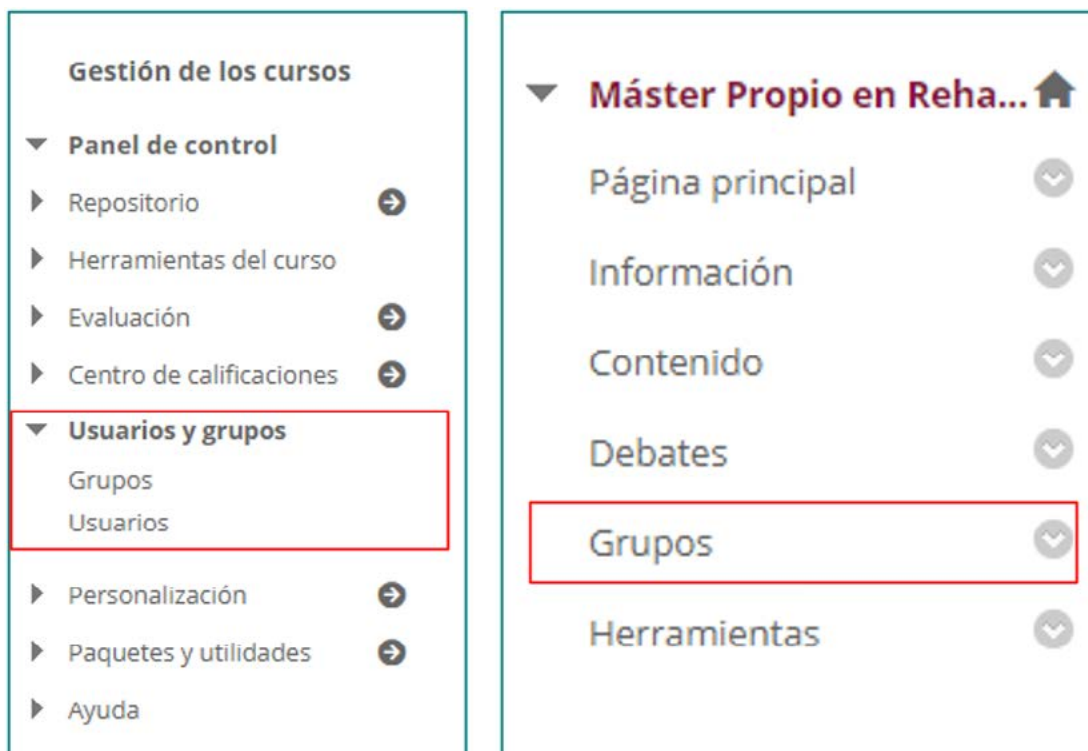 Gestión de los cursos
Panel de control
Repositorio
Herramientas del curso
Evaluación
Centro de calificaciones
Usuarios y grupos
Grupos
Usuarios
Personalización
Paquetes y utilidades
Ayuda
Máster Propio en Reha...
Página principal
Información
Contenido
Debates
Grupos
Herramientas